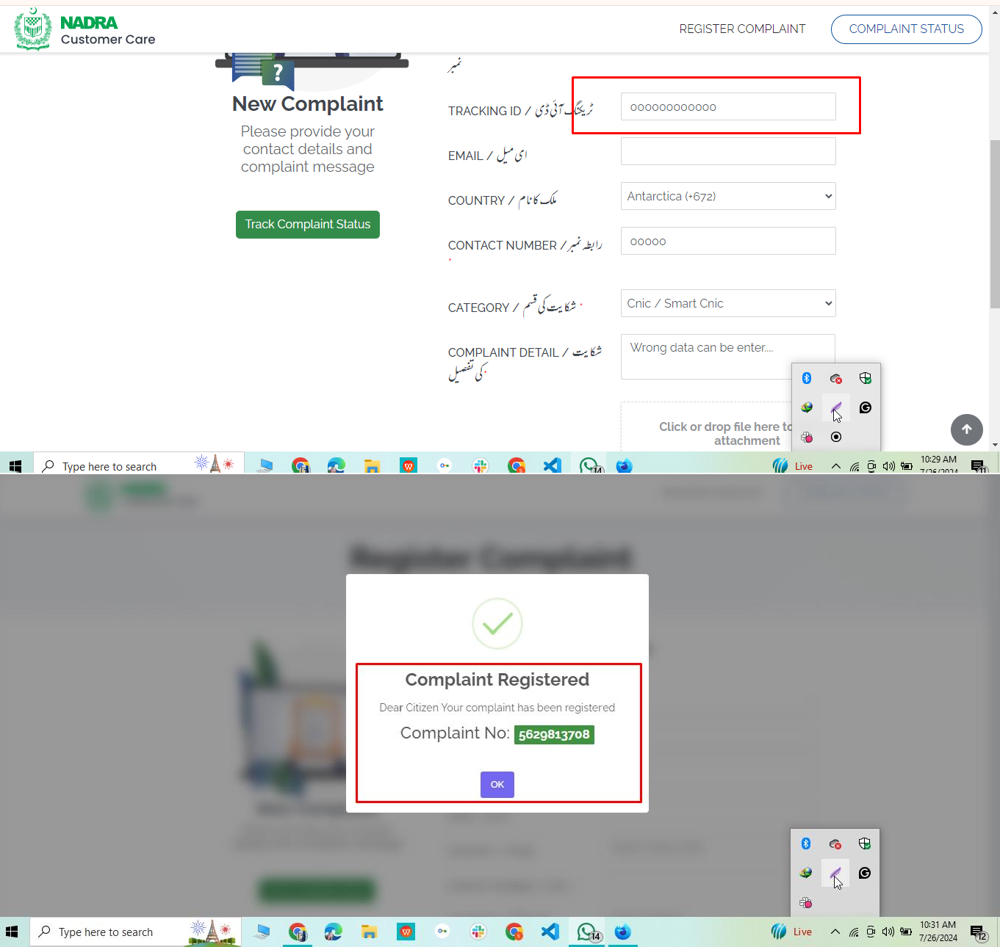 NADRA
Customer Care
REGISTER COMPLAINT
COMPLAINT STATUS
?
New Complaint
Please provide your
contact details and
complaint message
Track Complaint Status
نمبر
TRACKING ID / ٹریکنگ آئی ڈی
000000000000
EMAIL / ای میل
COUNTRY / ملک کا نام
Antarctica (+672)
CONTACT NUMBER / رابطہ نمبر
*
00000
CATEGORY / شکایت کی قسم *
Cnic / Smart Cnic
COMPLAINT DETAIL / شکایت
کی تفصیل*
Wrong data can be enter....
Click or drop file here to
attachment
Type here to search
14
Live
10:29 AM
7/26/2024
11
Register Complaint
Complaint Registered
Dear Citizen Your complaint has been registered
Complaint No: 5629813708
OK
Type here to search
14
Live
10:31 AM
7/26/2024
12